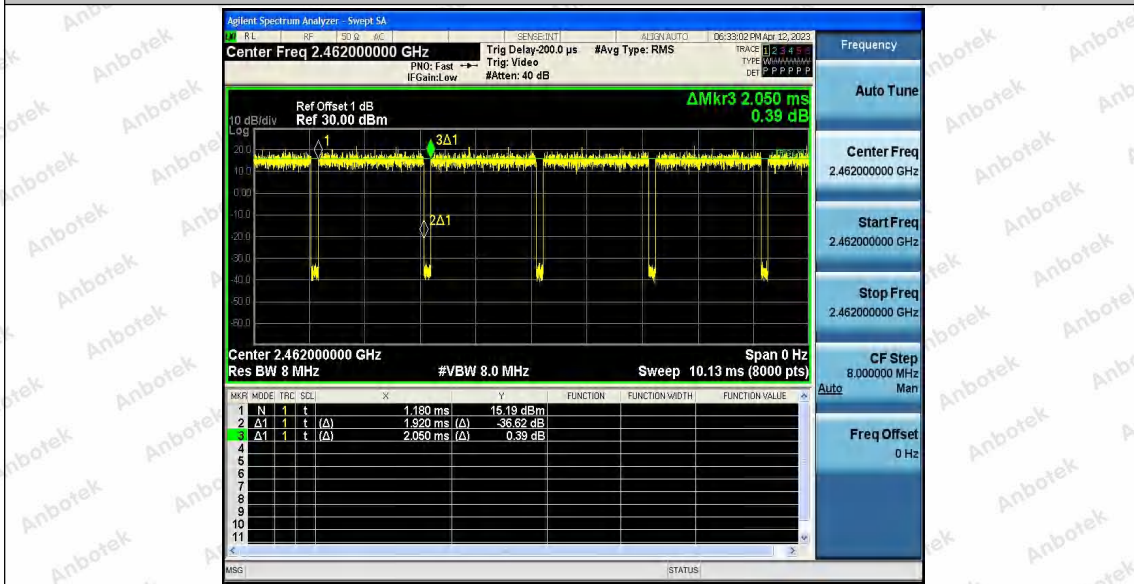 Agilent Spectrum Analyzer - Swept SA
RL RF 50 Ω AC SENSE:INT ALIGN AUTO 06:33:02 PM Apr 12, 2023
Center Freq 2.462000000 GHz
Trig Delay-200.0 µs #Avg Type: RMS
TRACE 1 2 3 4 5 6
PNO: Fast Trig: Video
TYPE
IFGain:Low #Atten: 40 dB
DET P P P P P P
Ref Offset 1 dB
10 dB/div Ref 30.00 dBm
Log
ΔMkr3 2.050 ms
0.39 dB
1
3Δ1
2Δ1
20.0
10.0
0.00
-10.0
-20.0
-30.0
-40.0
-50.0
-60.0
Center 2.462000000 GHz Span 0 Hz
Res BW 8 MHz #VBW 8.0 MHz Sweep 10.13 ms (8000 pts)
MKR MODE TRC SCL X Y FUNCTION FUNCTION WIDTH FUNCTION VALUE
1 N 1 t 1.180 ms 15.19 dBm
2 Δ1 1 t (Δ) 1.920 ms (Δ) -36.62 dB
3 Δ1 1 t (Δ) 2.050 ms (Δ) 0.39 dB
4
5
6
7
8
9
10
11
MSG STATUS
Frequency
Auto Tune
Center Freq
2.462000000 GHz
Start Freq
2.462000000 GHz
Stop Freq
2.462000000 GHz
CF Step
8.000000 MHz
Auto Man
Freq Offset
0 Hz
Anbotek